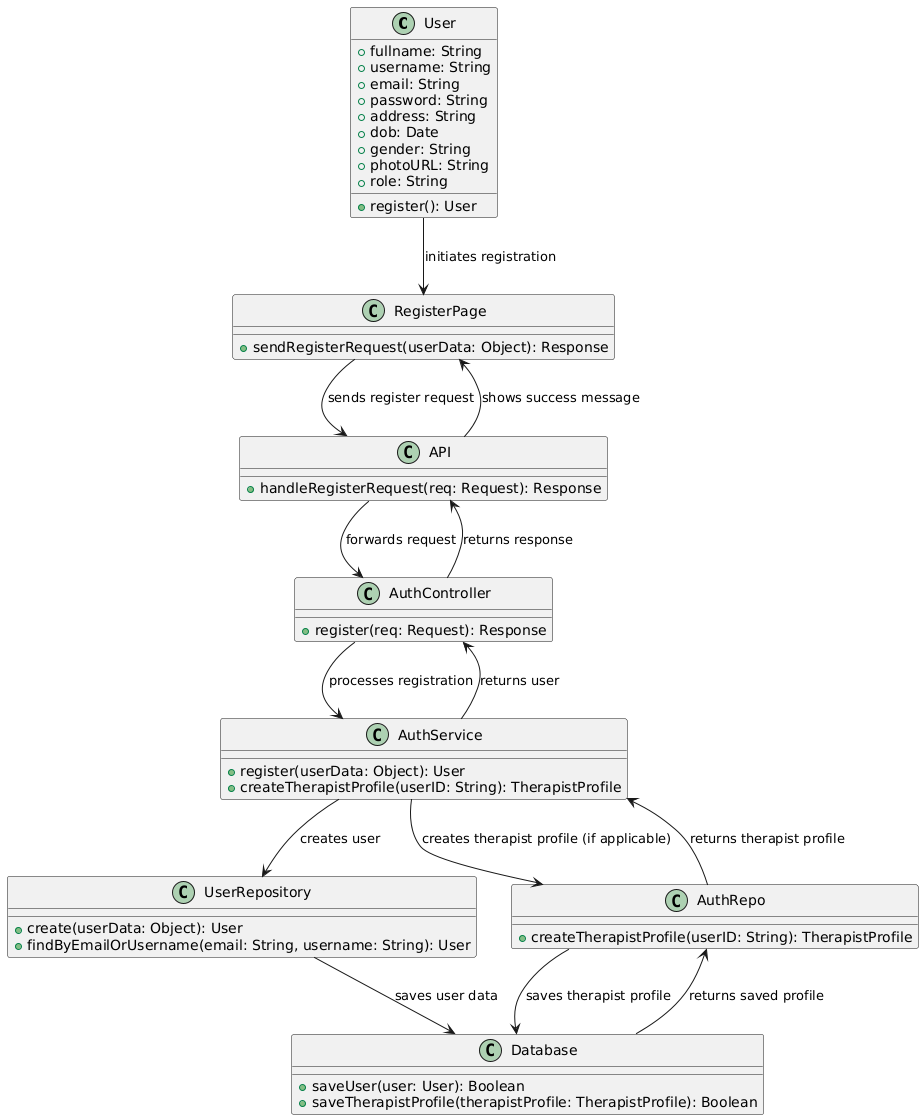 C User
fullname: String
username: String
email: String
password: String
address: String
dob: Date
gender: String
photoURL: String
role: String
register(): User
initiates registration
C RegisterPage
sendRegisterRequest(userData: Object): Response
sends register request
shows success message
C API
handleRegisterRequest(req: Request): Response
forwards request
returns response
C AuthController
register(req: Request): Response
processes registration
returns user
C AuthService
register(userData: Object): User
createTherapistProfile(userID: String): TherapistProfile
creates user
creates therapist profile (if applicable)
returns therapist profile
C UserRepository
create(userData: Object): User
findByEmailOrUsername(email: String, username: String): User
C AuthRepo
createTherapistProfile(userID: String): TherapistProfile
saves user data
saves therapist profile
returns saved profile
C Database
saveUser(user: User): Boolean
saveTherapistProfile(therapistProfile: TherapistProfile): Boolean